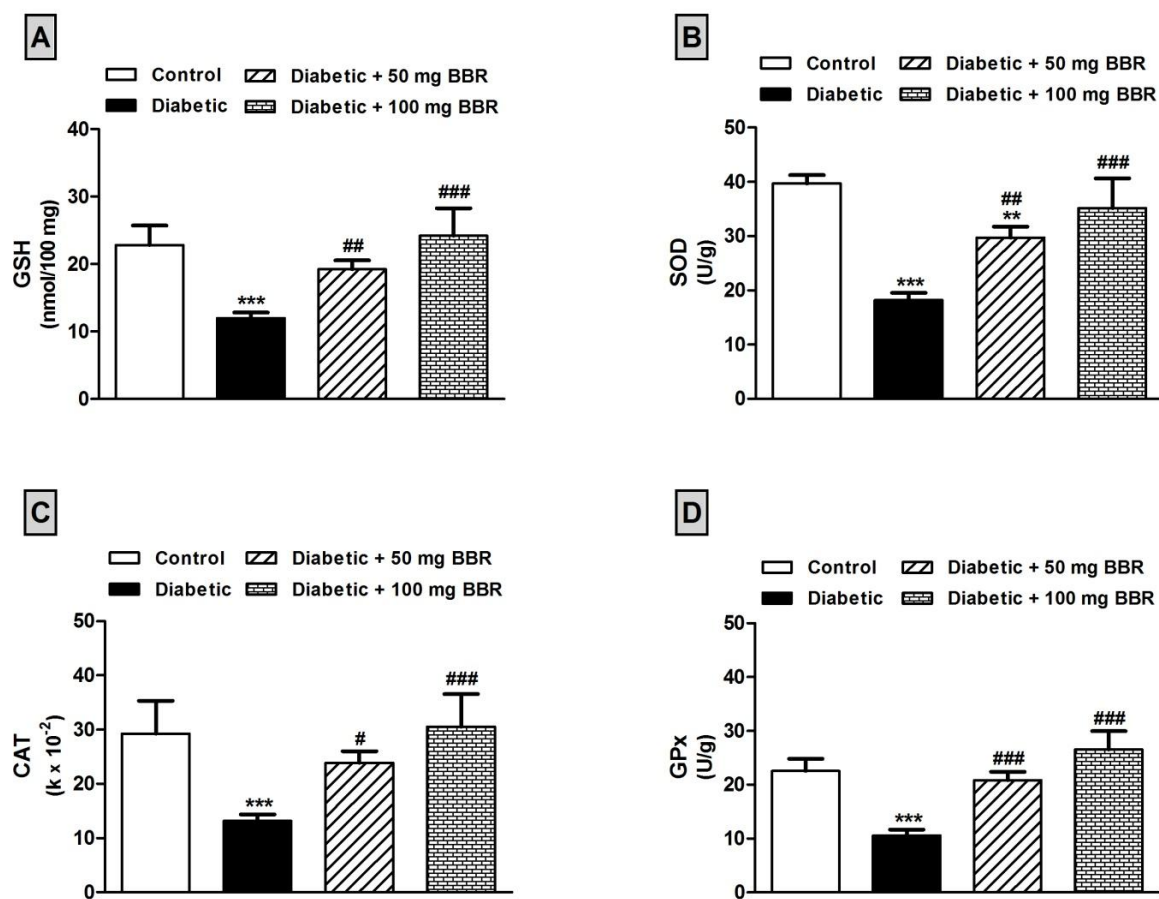 A
Control
Diabetic + 50 mg BBR
Diabetic
Diabetic + 100 mg BBR
GSH
(nmol/100 mg)
40
30
20
10
0
***
##
###
B
Control
Diabetic + 50 mg BBR
Diabetic
Diabetic + 100 mg BBR
SOD
(U/g)
50
40
30
20
10
0
***
##
**
###
C
Control
Diabetic + 50 mg BBR
Diabetic
Diabetic + 100 mg BBR
CAT
(k x 10⁻²)
50
40
30
20
10
0
***
#
###
D
Control
Diabetic + 50 mg BBR
Diabetic
Diabetic + 100 mg BBR
GPx
(U/g)
50
40
30
20
10
0
***
###
###